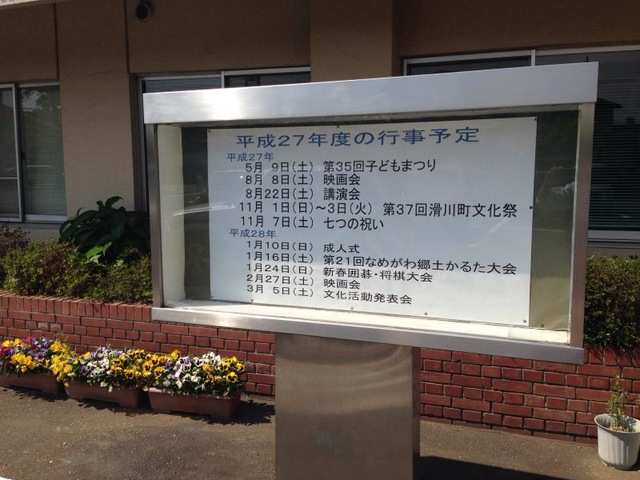 平成27年度の行事予定
平成27年
5月 9日(土) 第35回子どもまつり
8月 8日(土) 映画会
8月22日(土) 講演会
11月 1日(日)～3日(火) 第37回滑川町文化祭
11月 7日(土) 七つの祝い
平成28年
1月10日(日) 成人式
1月16日(土) 第21回なめがわ郷土かるた大会
1月24日(日) 新春囲碁・将棋大会
2月27日(土) 映画会
3月 5日(土) 文化活動発表会